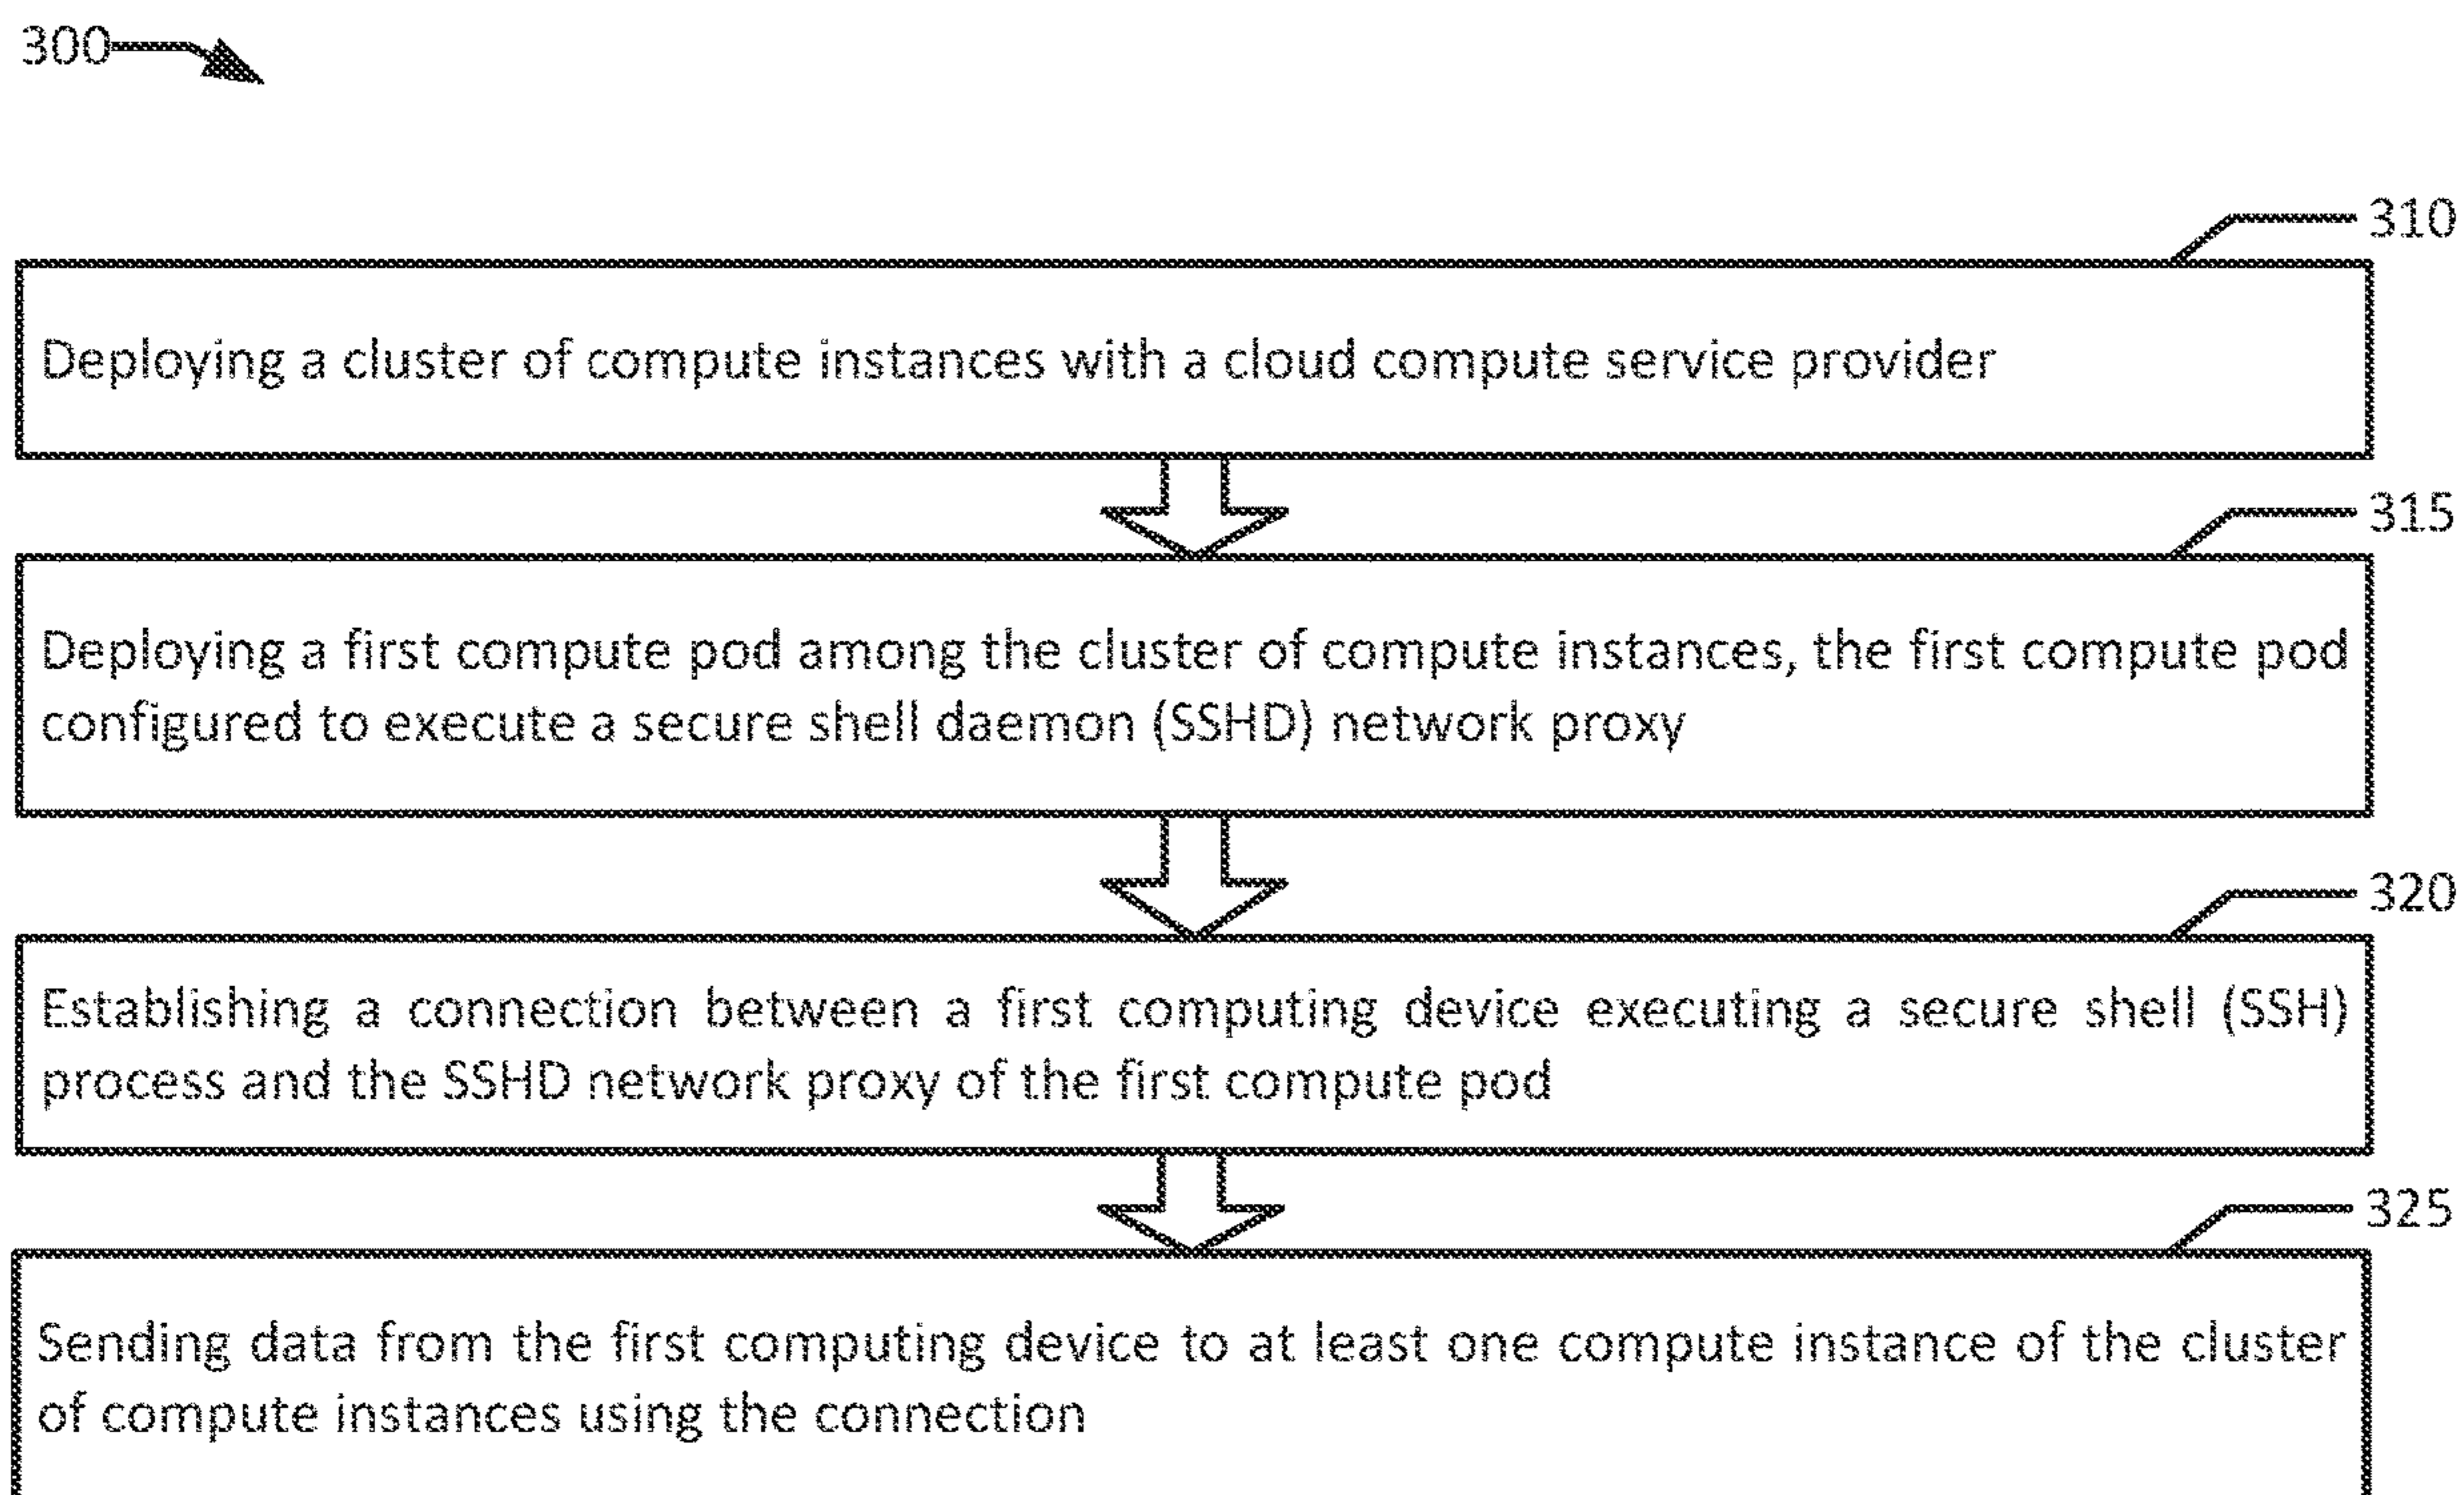 300
310
Deploying a cluster of compute instances with a cloud compute service provider
315
Deploying a first compute pod among the cluster of compute instances, the first compute pod
configured to execute a secure shell daemon (SSHD) network proxy
320
Establishing a connection between a first computing device executing a secure shell (SSH)
process and the SSHD network proxy of the first compute pod
325
Sending data from the first computing device to at least one compute instance of the cluster
of compute instances using the connection